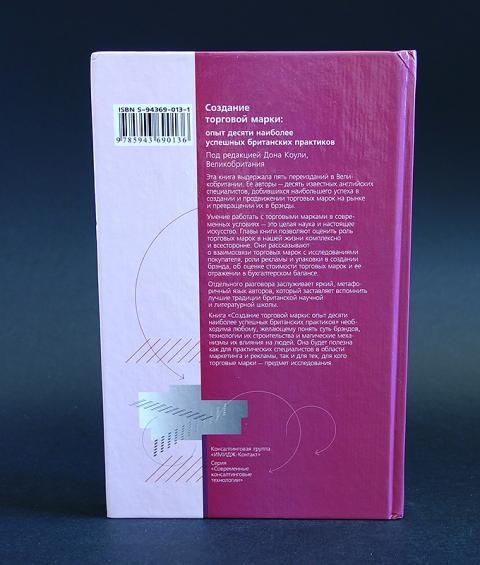 ISBN 5-94369-013-1
9 785943 690136
Создание
торговой марки:
опыт десяти наиболее
успешных британских практиков
Под редакцией Дона Коули,
Великобритания
Эта книга выдержала пять переизданий в Вели-
кобритании. Ее авторы — десять известных английских
специалистов, добившихся наибольшего успеха в
создании и продвижении торговых марок на рынке
и превращении их в брэнды.
Умение работать с торговыми марками в совре-
менных условиях — это целая наука и настоящее
искусство. Главы книги позволяют оценить роль
торговых марок в нашей жизни комплексно
и всесторонне. Они рассказывают
о взаимосвязи торговых марок с исследованиями
покупателя, роли рекламы и упаковки в создании
брэнда, об оценке стоимости торговых марок и ее
отражении в бухгалтерском балансе.
Отдельного разговора заслуживает яркий, метафо-
ричный язык авторов, который заставляет вспомнить
лучшие традиции британской научной
и литературной школы.
Книга «Создание торговой марки: опыт десяти
наиболее успешных британских практиков» необ-
ходима любому, желающему понять суть брэндов,
технологии их строительства и магические меха-
низмы их влияния на людей. Она будет полезна
как для практических специалистов в области
маркетинга и рекламы, так и для тех, для кого
торговые марки — предмет исследования.
Консалтинговая группа
«ИМИДЖ-Контакт»
Серия
«Современные
консалтинговые
технологии»